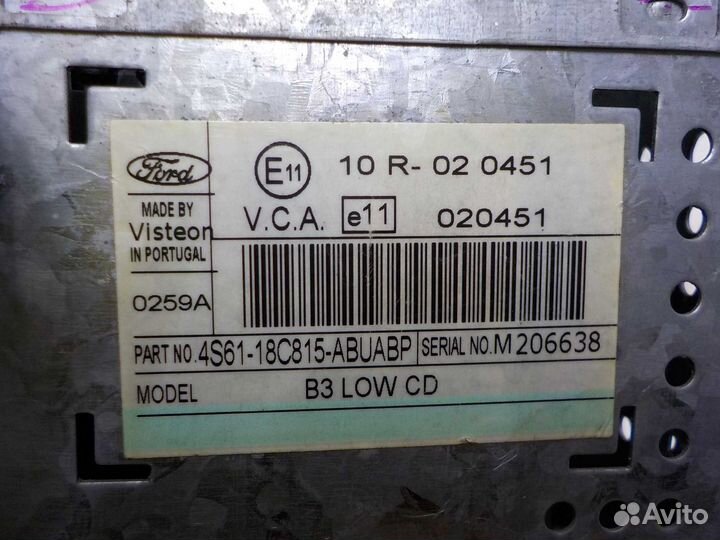 Ford
E11 10 R- 02 0451
MADE BY
Visteon
IN PORTUGAL
V.C.A. e11 020451
0259A
PART NO. 4S61-18C815-ABUABP SERIAL NO. M 206638
MODEL B3 LOW CD
Avito